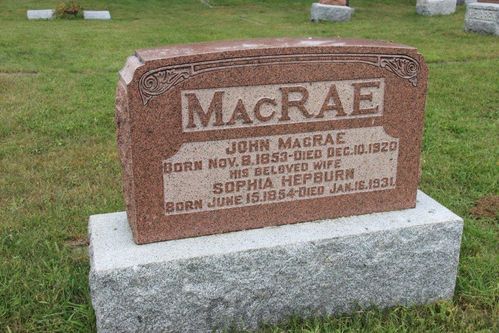 MacRAE
JOHN MACRAE
BORN NOV. 8. 1853-DIED DEC. 10. 1920
HIS BELOVED WIFE
SOPHIA HEPBURN
BORN JUNE 15. 1854-DIED JAN. 16. 1931.